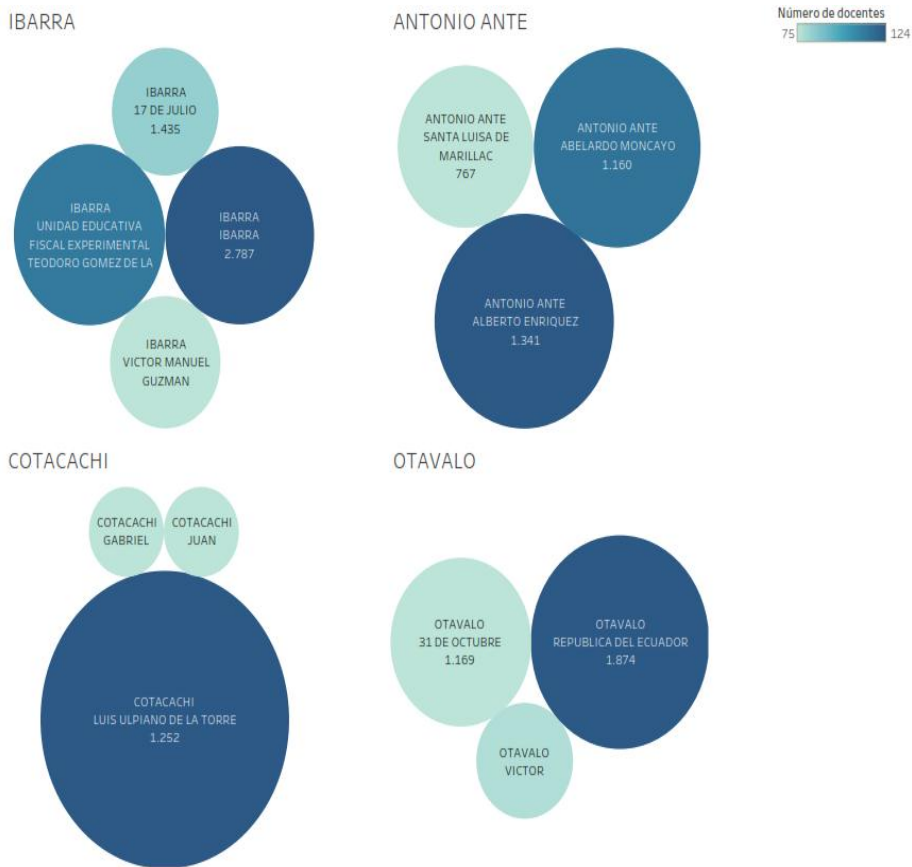 IBARRA
ANTONIO ANTE
Número de docentes
75
124
IBARRA
17 DE JULIO
1.435
IBARRA
UNIDAD EDUCATIVA
FISCAL EXPERIMENTAL
TEODORO GOMEZ DE LA
IBARRA
IBARRA
2.787
IBARRA
VICTOR MANUEL
GUZMAN
ANTONIO ANTE
SANTA LUISA DE
MARILLAC
767
ANTONIO ANTE
ABELARDO MONCAYO
1.160
ANTONIO ANTE
ALBERTO ENRIQUEZ
1.341
COTACACHI
OTAVALO
COTACACHI
GABRIEL
COTACACHI
JUAN
COTACACHI
LUIS ULPIANO DE LA TORRE
1.252
OTAVALO
31 DE OCTUBRE
1.169
OTAVALO
REPUBLICA DEL ECUADOR
1.874
OTAVALO
VICTOR